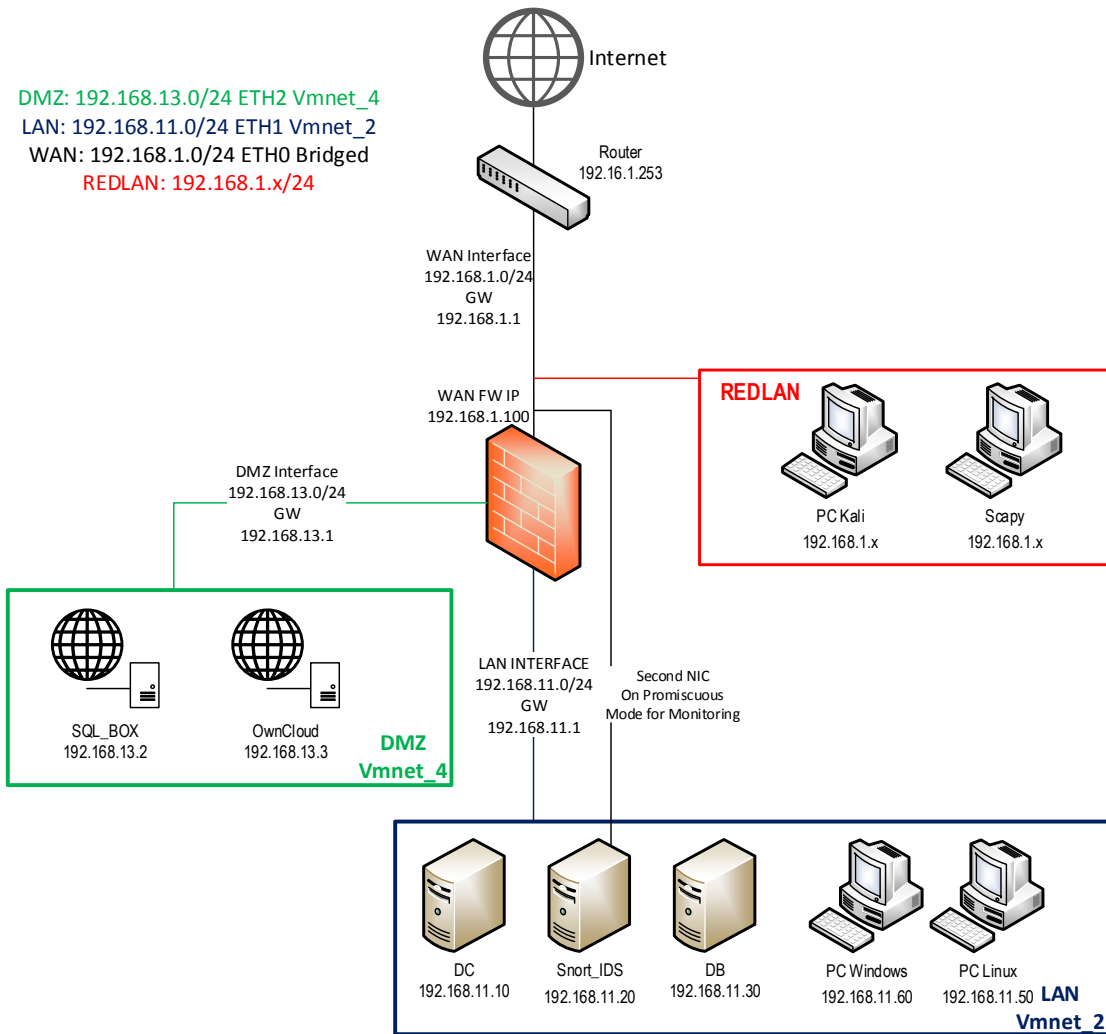 Internet
DMZ: 192.168.13.0/24 ETH2 Vmnet_4
LAN: 192.168.11.0/24 ETH1 Vmnet_2
WAN: 192.168.1.0/24 ETH0 Bridged
REDLAN: 192.168.1.x/24
Router
192.16.1.253
WAN Interface
192.168.1.0/24
GW
192.168.1.1
WAN FW IP
192.168.1.100
REDLAN
PC Kali
192.168.1.x
Scapy
192.168.1.x
DMZ Interface
192.168.13.0/24
GW
192.168.13.1
SQL_BOX
192.168.13.2
OwnCloud
192.168.13.3
DMZ
Vmnet_4
LAN INTERFACE
192.168.11.0/24
GW
192.168.11.1
Second NIC
On Promiscuous
Mode for Monitoring
DC
192.168.11.10
Snort_IDS
192.168.11.20
DB
192.168.11.30
PC Windows
192.168.11.60
PC Linux
192.168.11.50
LAN
Vmnet_2